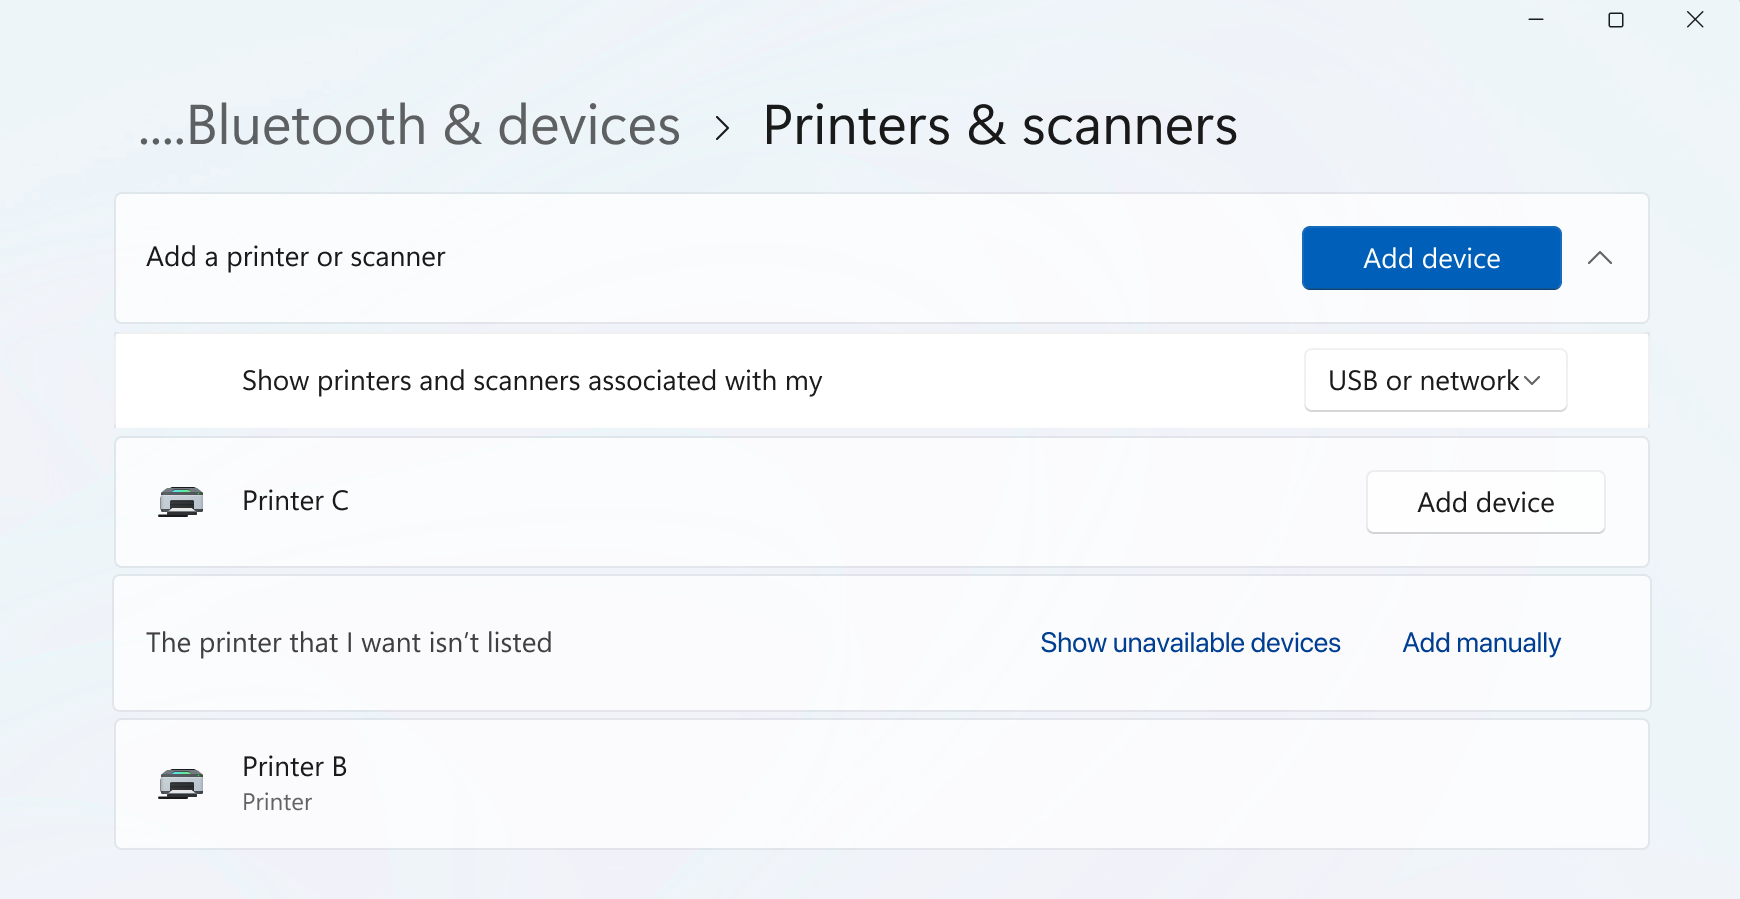 ....Bluetooth & devices > Printers & scanners
Add a printer or scanner Add device
Show printers and scanners associated with my USB or network
Printer C Add device
The printer that I want isn’t listed Show unavailable devices Add manually
Printer B
Printer